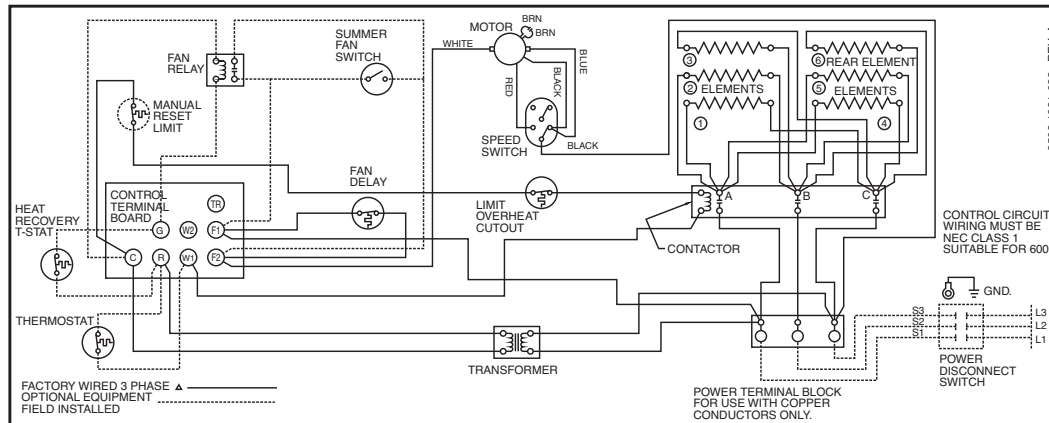 BRN
BRN
MOTOR
WHITE
BLUE
BLACK
RED
SPEED
SWITCH
BLACK
SUMMER
FAN
SWITCH
FAN
RELAY
MANUAL
RESET
LIMIT
FAN
DELAY
LIMIT
OVERHEAT
CUTOUT
CONTROL
TERMINAL
BOARD
TR
G
W2
F1
C
R
W1
F2
HEAT
RECOVERY
T-STAT
THERMOSTAT
TRANSFORMER
3
6
REAR ELEMENT
2
ELEMENTS
5
ELEMENTS
1
4
A
B
C
CONTACTOR
CONTROL CIRCUIT
WIRING MUST BE
NEC CLASS 1
SUITABLE FOR 600
GND.
S3
S2
S1
L3
L2
L1
POWER
DISCONNECT
SWITCH
POWER TERMINAL BLOCK
FOR USE WITH COPPER
CONDUCTORS ONLY.
FACTORY WIRED 3 PHASE Δ
OPTIONAL EQUIPMENT
FIELD INSTALLED